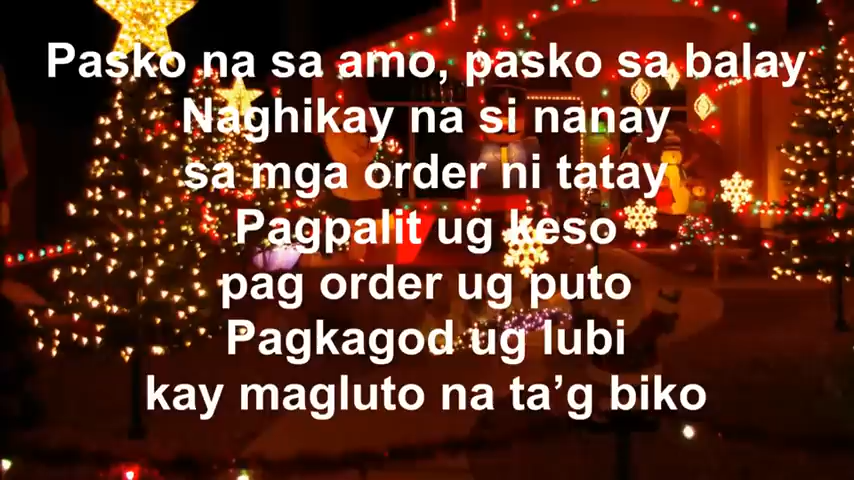 Pasko na sa amo, pasko sa balay
Naghikay na si nanay
sa mga order ni tatay
Pagpalit ug keso
pag order ug puto
Pagkagod ug lubi
kay magluto na ta’g biko